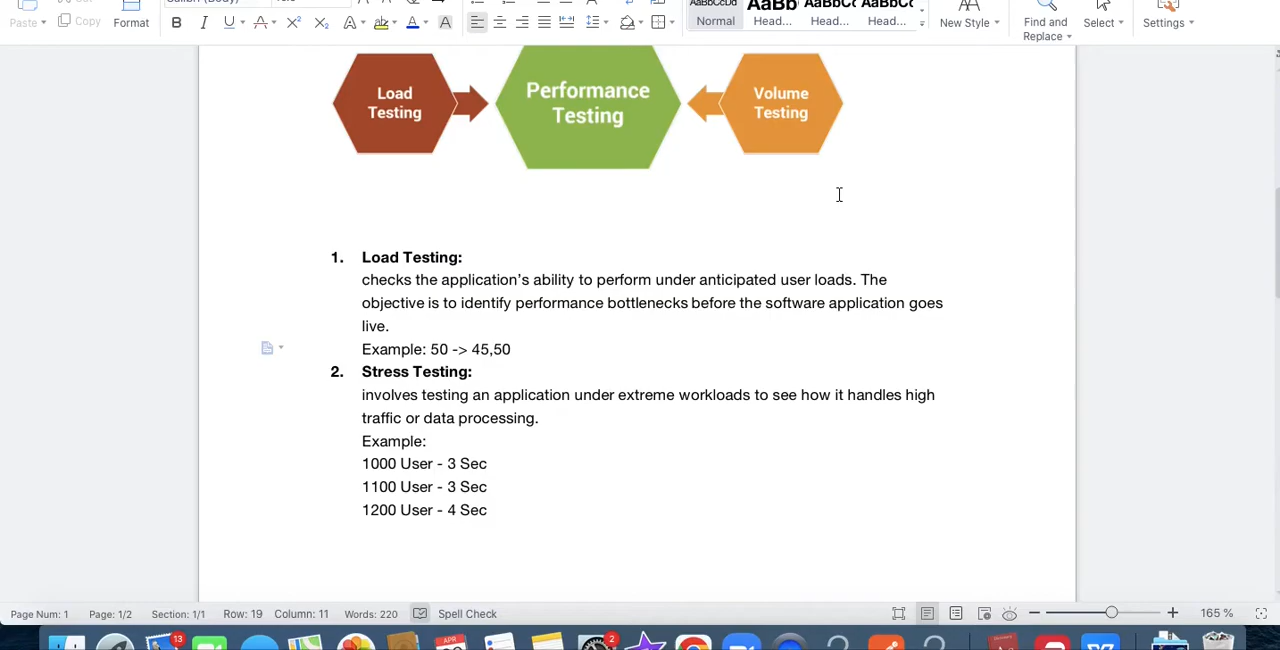 Paste
Copy
Format
B I U A X² X₂ A ab A A
Normal
AaBb
Head...
Head...
Head...
New Style
Find and
Replace
Select
Settings
Load
Testing
Performance
Testing
Volume
Testing
1. Load Testing:
checks the application’s ability to perform under anticipated user loads. The
objective is to identify performance bottlenecks before the software application goes
live.
Example: 50 -> 45,50
2. Stress Testing:
involves testing an application under extreme workloads to see how it handles high
traffic or data processing.
Example:
1000 User - 3 Sec
1100 User - 3 Sec
1200 User - 4 Sec
Page Num: 1 Page: 1/2 Section: 1/1 Row: 19 Column: 11 Words: 220 Spell Check 165 %
13
APR
2